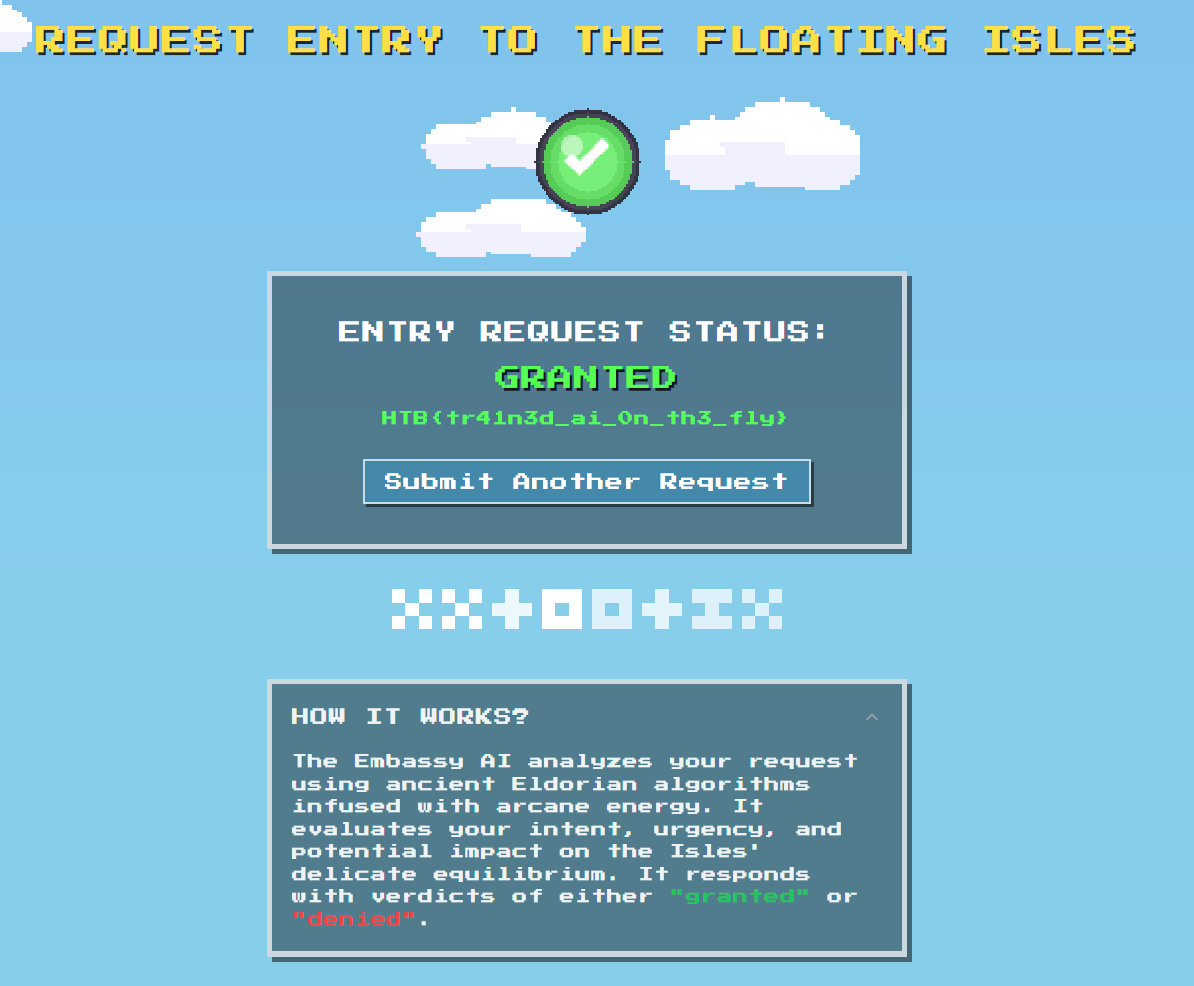 REQUEST ENTRY TO THE FLOATING ISLES
ENTRY REQUEST STATUS:
GRANTED
HTB{tr41n3d_ai_0n_th3_fly}
Submit Another Request
HOW IT WORKS?
The Embassy AI analyzes your request
using ancient Eldorian algorithms
infused with arcane energy. It
evaluates your intent, urgency, and
potential impact on the Isles'
delicate equilibrium. It responds
with verdicts of either "granted" or
"denied".